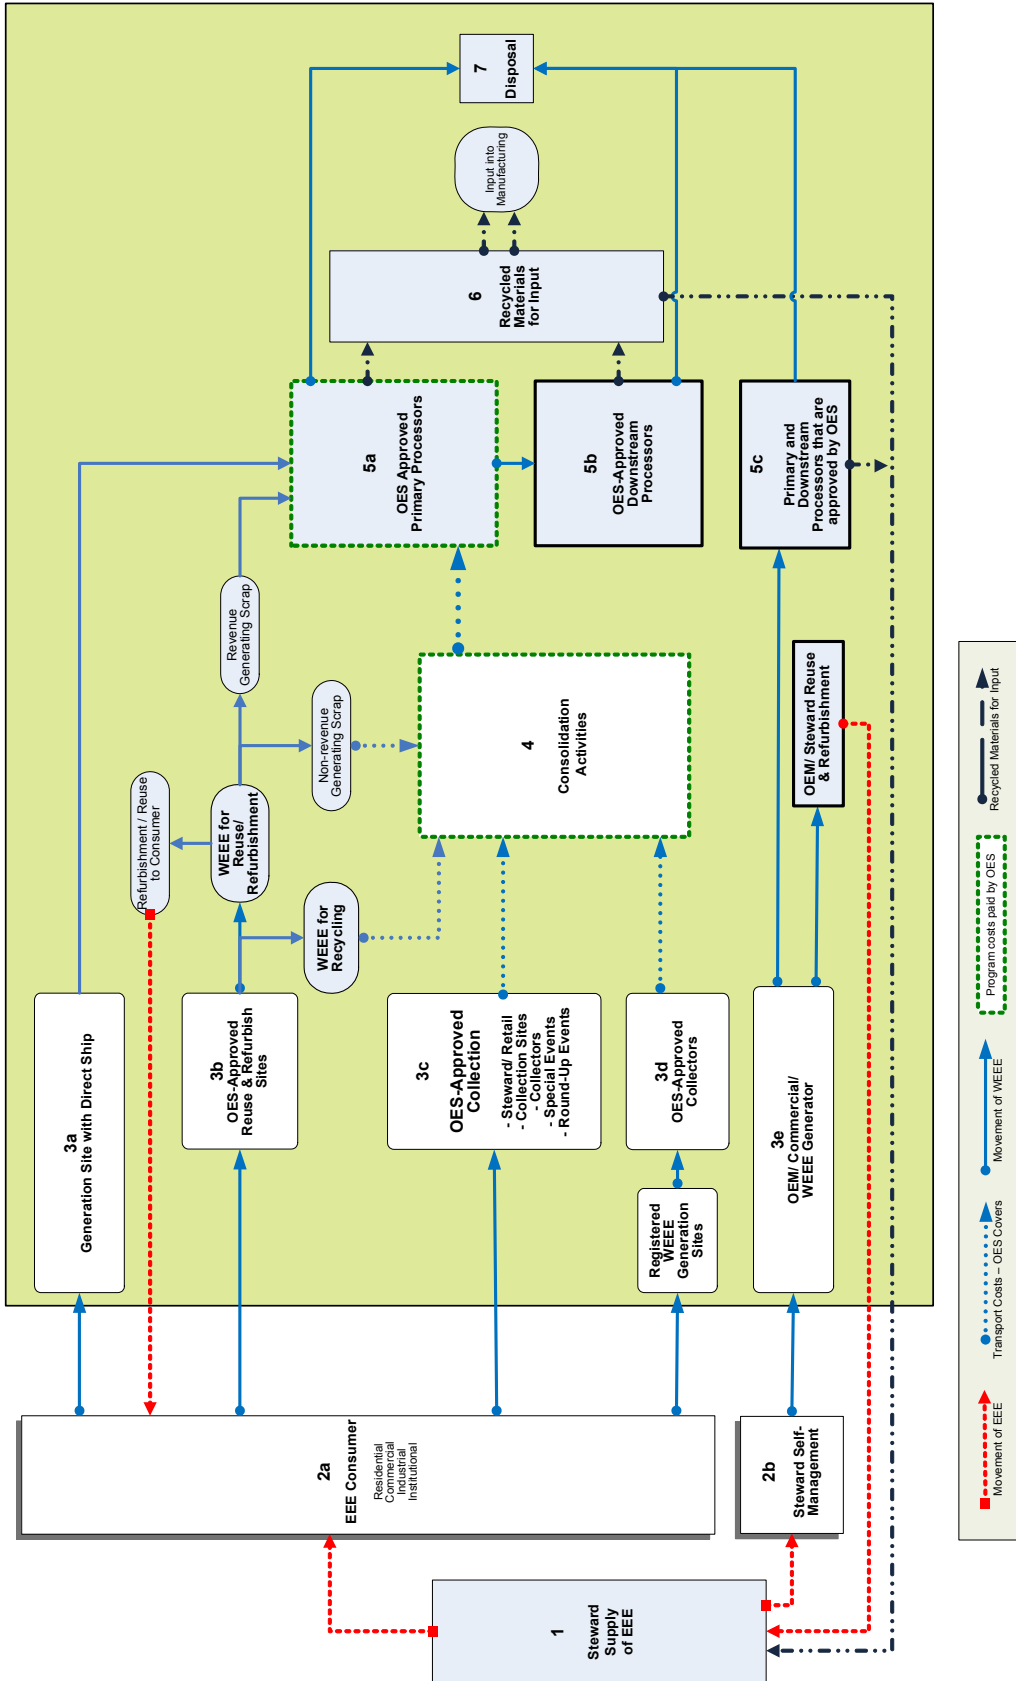 1
Steward
Supply
of EEE
2a
EEE Consumer
Residential
Commercial
Industrial
Institutional
2b
Steward Self-
Management
3a
Generation Site with Direct Ship
3b
OES-Approved
Reuse & Refurbish
Sites
3c
OES-Approved
Collection
- Steward/ Retail
- Collection Sites
- Collectors
- Special Events
- Round-Up Events
Registered
WEEE
Generation
Sites
3d
OES-Approved
Collectors
3e
OEM/ Commercial/
WEEE Generator
Refurbishment / Reuse
to Consumer
WEEE for
Reuse/
Refurbishment
WEEE for
Recycling
Revenue
Generating Scrap
Non-revenue
Generating Scrap
4
Consolidation
Activities
OEM/ Steward Reuse
& Refurbishment
5a
OES Approved
Primary Processors
5b
OES-Approved
Downstream
Processors
5c
Primary and
Downstream
Processors that are
approved by OES
6
Recycled
Materials
for Input
Input into
Manufacturing
7
Disposal
Movement of EEE
Transport Costs – OES Covers
Movement of WEEE
Program costs paid by OES
Recycled Materials for Input